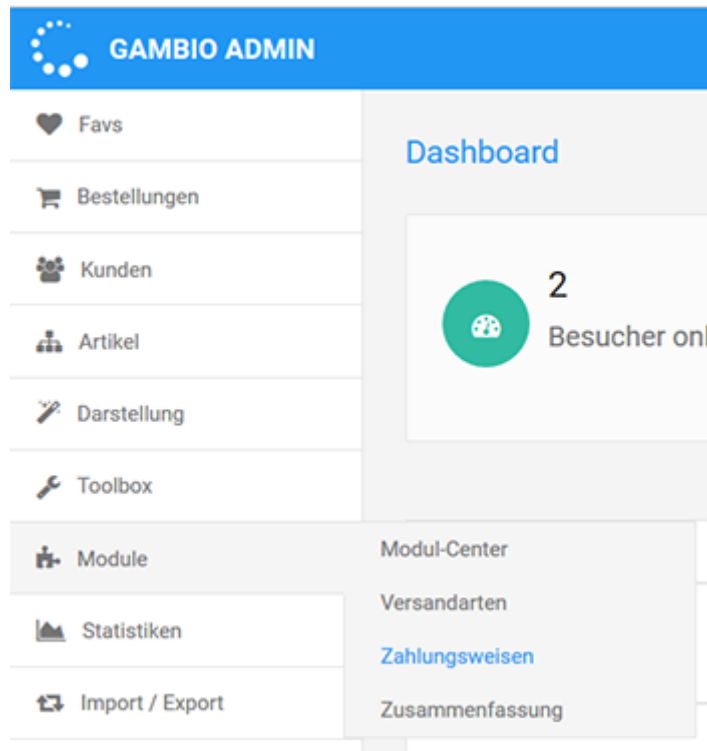 GAMBIO ADMIN
Favs
Bestellungen
Kunden
Artikel
Darstellung
Toolbox
Module
Statistiken
Import / Export
Dashboard
2
Besucher
Modul-Center
Versandarten
Zahlungsweisen
Zusammenfassung